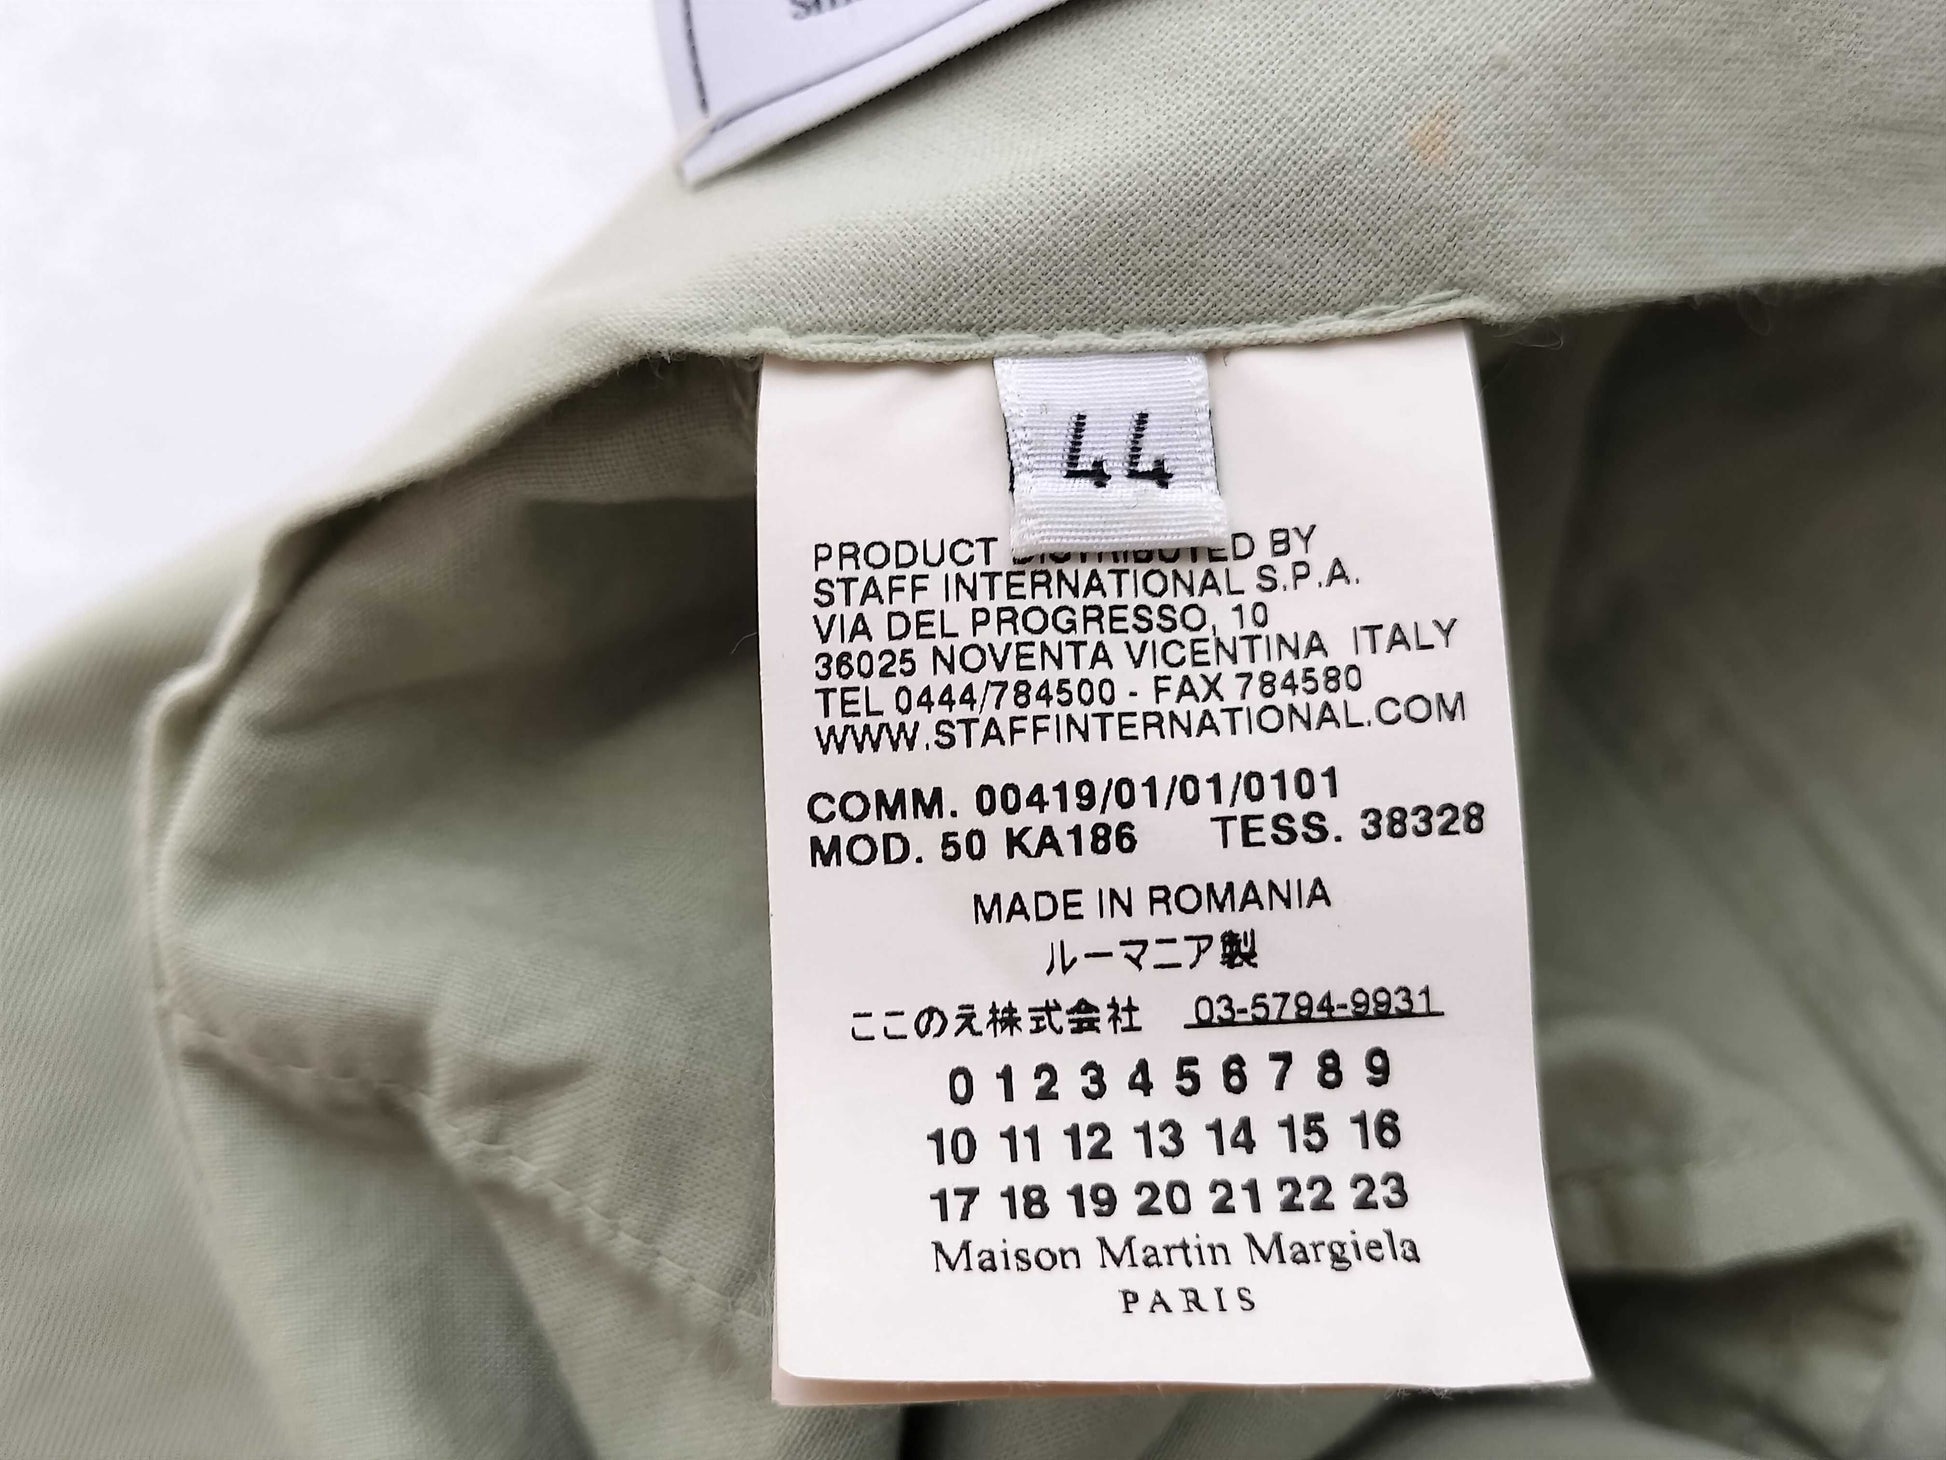 44
PRODUCT DISTRIBUTED BY
STAFF INTERNATIONAL S.P.A.
VIA DEL PROGRESSO, 10
36025 NOVENTA VICENTINA ITALY
TEL 0444/784500 - FAX 784580
WWW.STAFFINTERNATIONAL.COM
COMM. 00419/01/01/0101
MOD. 50 KA186 TESS. 38328
MADE IN ROMANIA
ルーマニア製
ここのえ株式会社 03-5794-9931
0 1 2 3 4 5 6 7 8 9
10 11 12 13 14 15 16
17 18 19 20 21 22 23
Maison Martin Margiela
PARIS